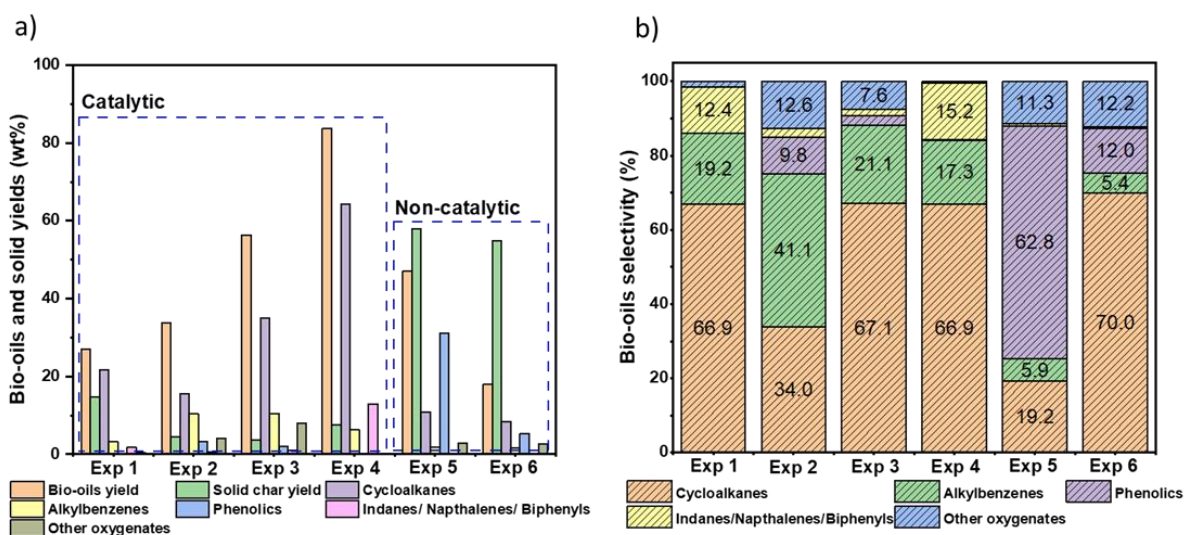 a)
Bio-oils and solid yields (wt%)
100
80
60
40
20
0
Catalytic
Non-catalytic
Exp 1 Exp 2 Exp 3 Exp 4 Exp 5 Exp 6
Bio-oils yield Solid char yield Cycloalkanes
Alkylbenzenes Phenolics Indanes/ Napthalenes/ Biphenyls
Other oxygenates
b)
Bio-oils selectivity (%)
100
80
60
40
20
0
12.4 12.6 7.6 15.2 11.3 12.2
19.2 9.8 21.1 17.3 62.8 12.0
66.9 41.1 67.1 66.9 5.9 5.4
34.0 19.2 70.0
Exp 1 Exp 2 Exp 3 Exp 4 Exp 5 Exp 6
Cycloalkanes Alkylbenzenes Phenolics
Indanes/Napthalenes/Biphenyls Other oxygenates